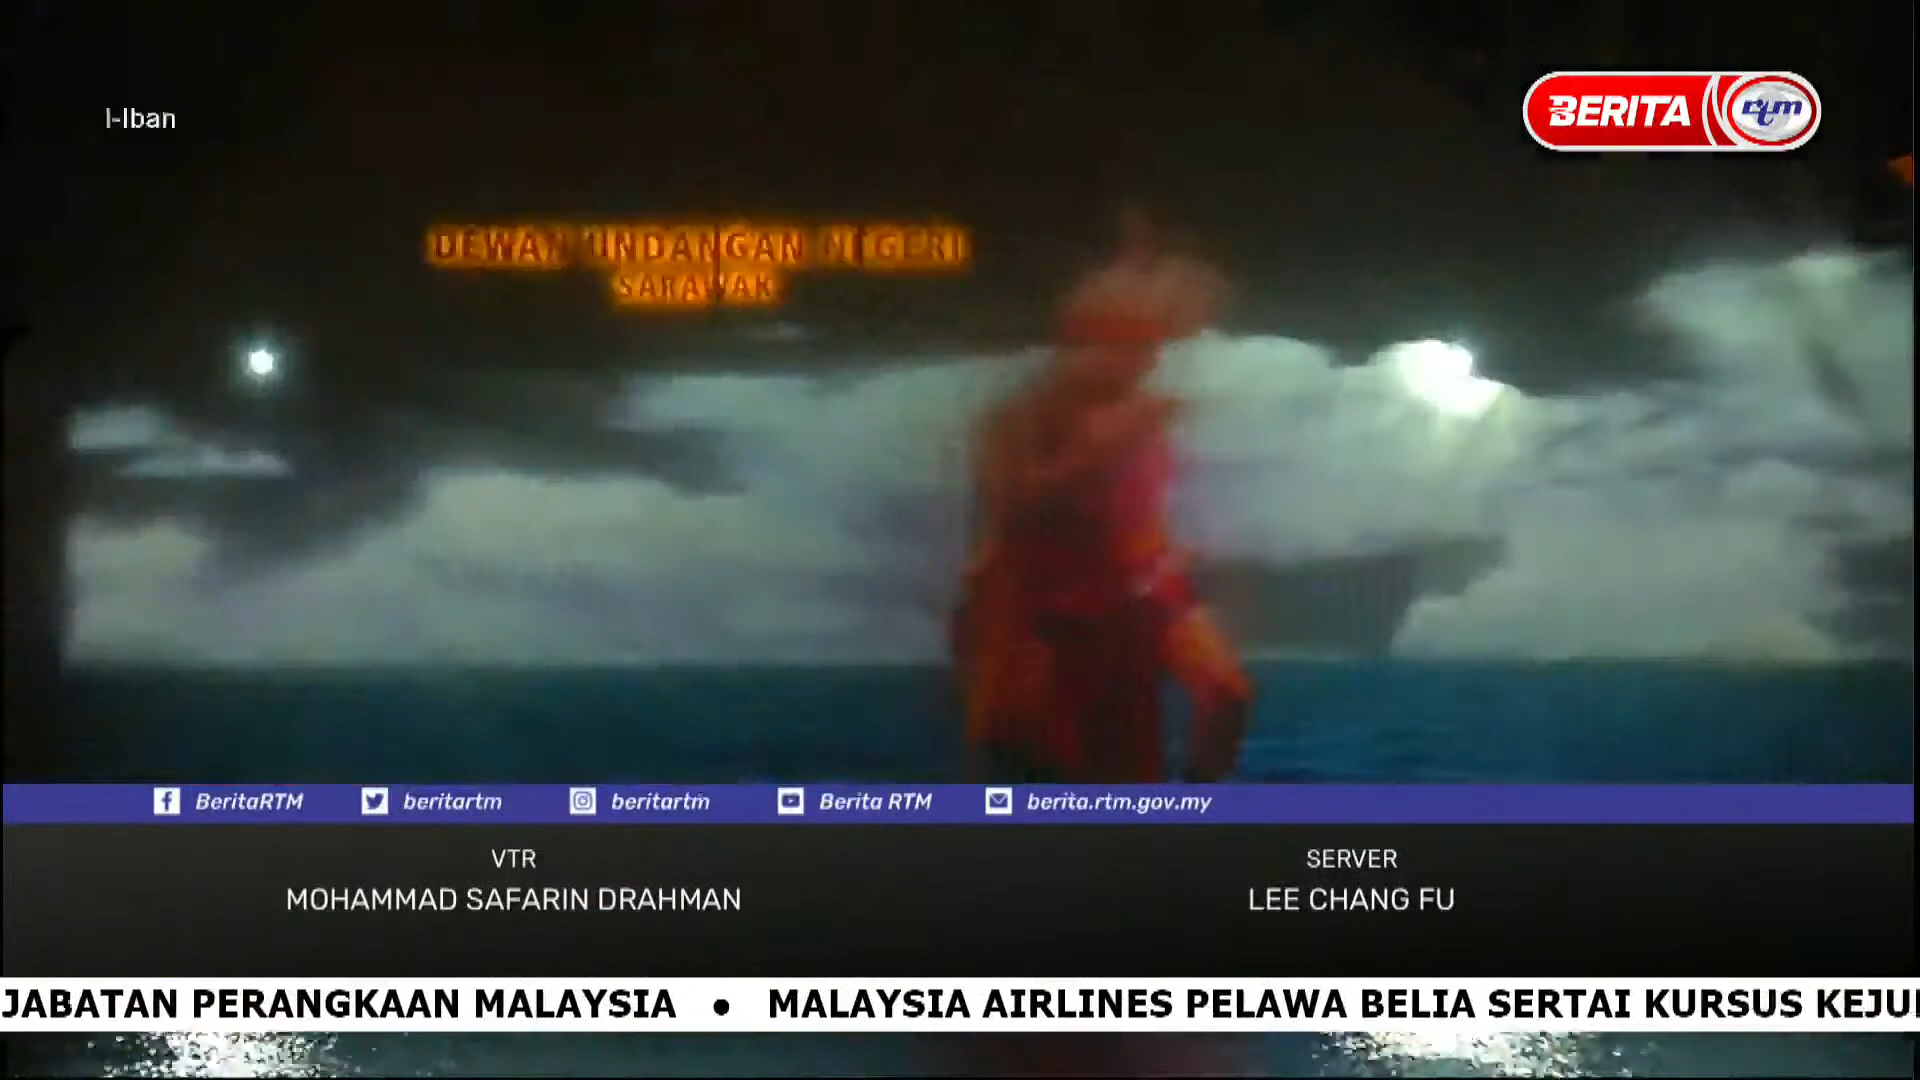 I-Iban
BERITA rtm
DEWAN UNDANGAN NEGERI
SARAWAK
BeritaRTM beritartm beritartm Berita RTM berita.rtm.gov.my
VTR SERVER
MOHAMMAD SAFARIN DRAHMAN LEE CHANG FU
JABATAN PERANGKAAN MALAYSIA • MALAYSIA AIRLINES PELAWA BELIA SERTAI KURSUS